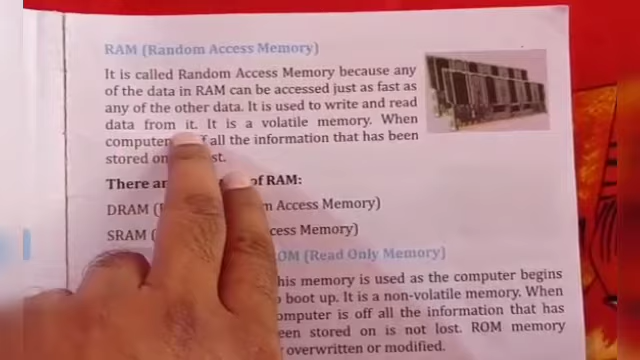 RAM (Random Access Memory)
It is called Random Access Memory because any
of the data in RAM can be accessed just as fast as
any of the other data. It is used to write and read
data from it. It is a volatile memory. When
computer all the information that has been
stored on
There of RAM:
DRAM ( Access Memory)
SRAM ( Access Memory)
(Read Only Memory)
his memory is used as the computer begins
boot up. It is a non-volatile memory. When
omputer is off all the information that has
een stored on is not lost. ROM memory
overwritten or modified.